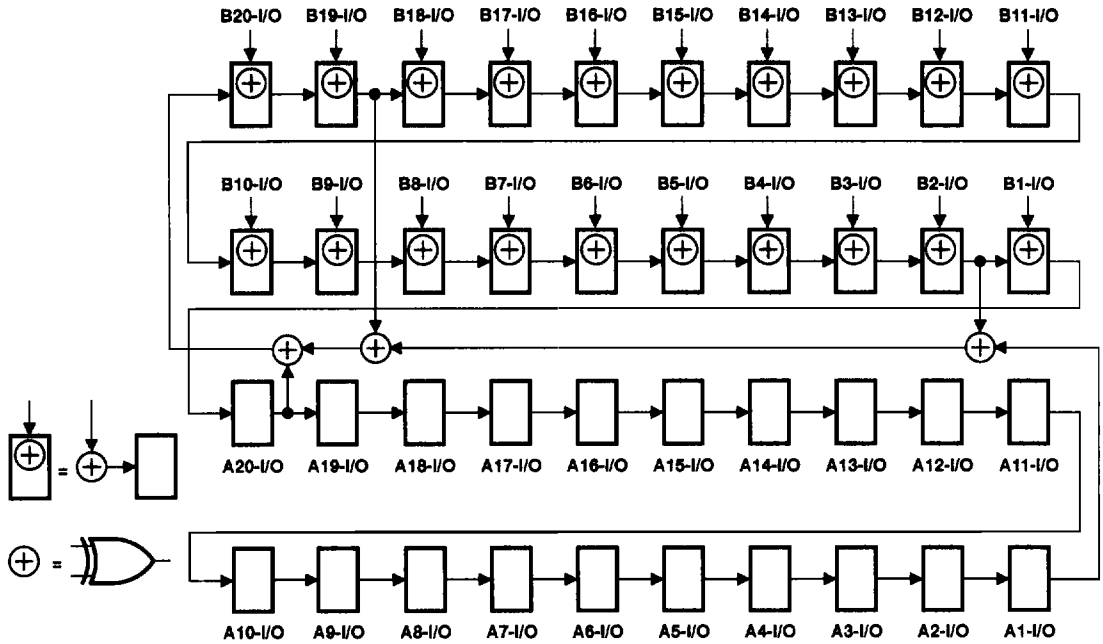 B20-I/O B19-I/O B18-I/O B17-I/O B16-I/O B15-I/O B14-I/O B13-I/O B12-I/O B11-I/O
B10-I/O B9-I/O B8-I/O B7-I/O B6-I/O B5-I/O B4-I/O B3-I/O B2-I/O B1-I/O
A20-I/O A19-I/O A18-I/O A17-I/O A16-I/O A15-I/O A14-I/O A13-I/O A12-I/O A11-I/O
=
=
A10-I/O A9-I/O A8-I/O A7-I/O A6-I/O A5-I/O A4-I/O A3-I/O A2-I/O A1-I/O